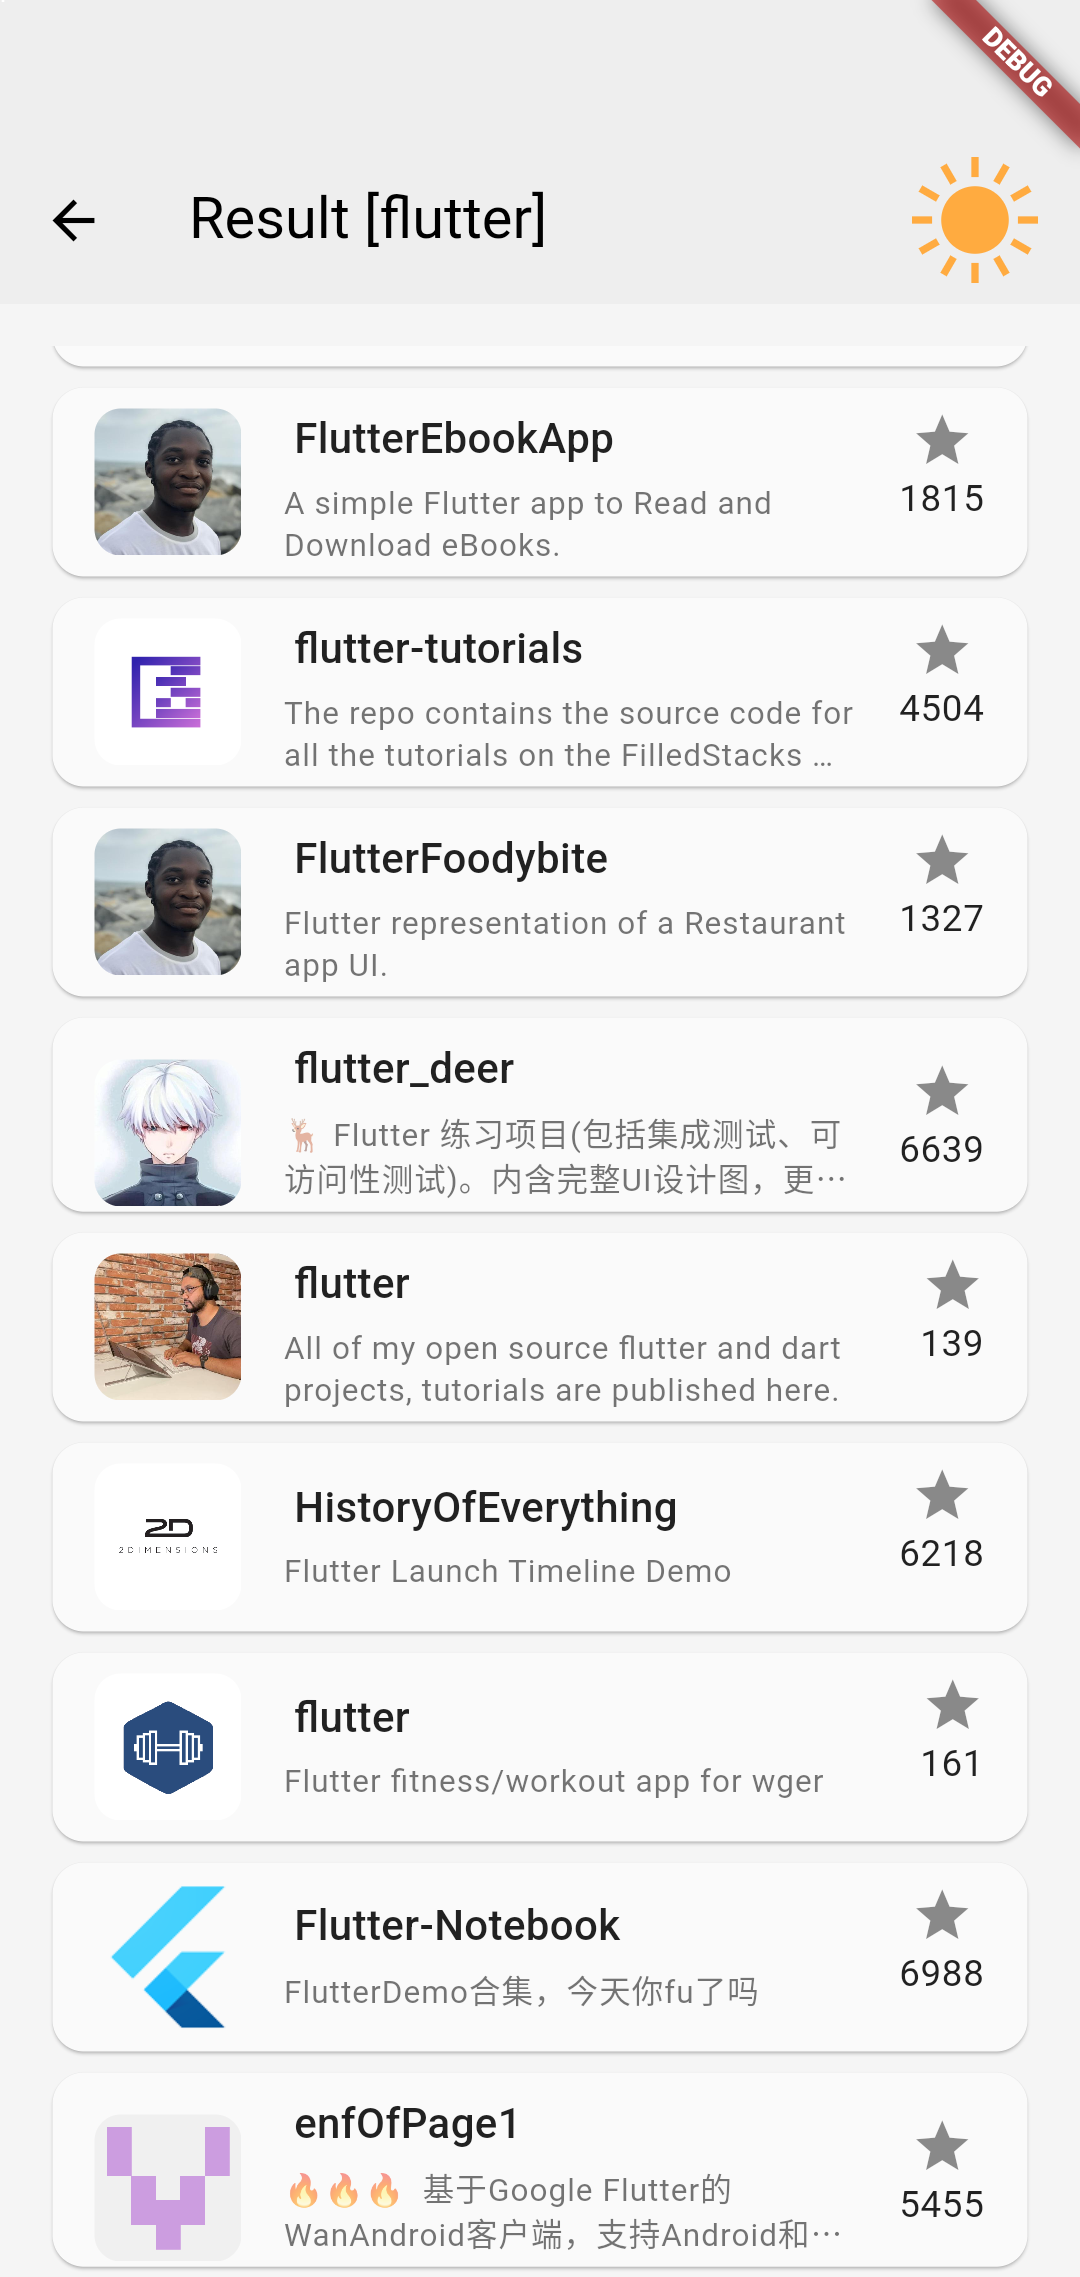 DEBUG
Result [flutter]
FlutterEbookApp
1815
A simple Flutter app to Read and
Download eBooks.
flutter-tutorials
4504
The repo contains the source code for
all the tutorials on the FilledStacks …
FlutterFoodybite
1327
Flutter representation of a Restaurant
app UI.
flutter_deer
6639
🦌 Flutter 练习项目(包括集成测试、可
访问性测试)。内含完整UI设计图，更…
flutter
139
All of my open source flutter and dart
projects, tutorials are published here.
2D
2DIMENSIONS
HistoryOfEverything
6218
Flutter Launch Timeline Demo
flutter
161
Flutter fitness/workout app for wger
Flutter-Notebook
6988
FlutterDemo合集，今天你fu了吗
enfOfPage1
5455
🔥🔥🔥 基于Google Flutter的
WanAndroid客户端，支持Android和…